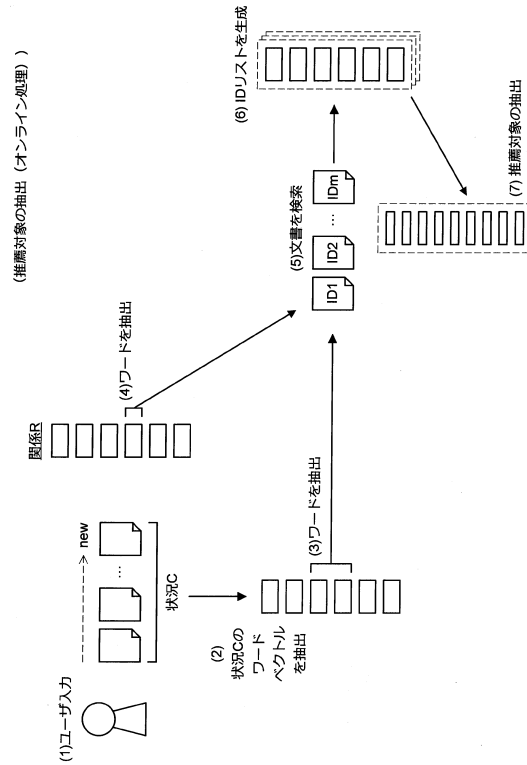 (推薦対象の抽出（オンライン処理）)
(1)ユーザ入力
new
…
状況C
(2)
状況Cの
ワード
ベクトル
を抽出
関係R
(3)ワードを抽出
(4)ワードを抽出
(5)文書を検索
ID1
ID2
…
IDm
(6) IDリストを生成
(7) 推薦対象の抽出